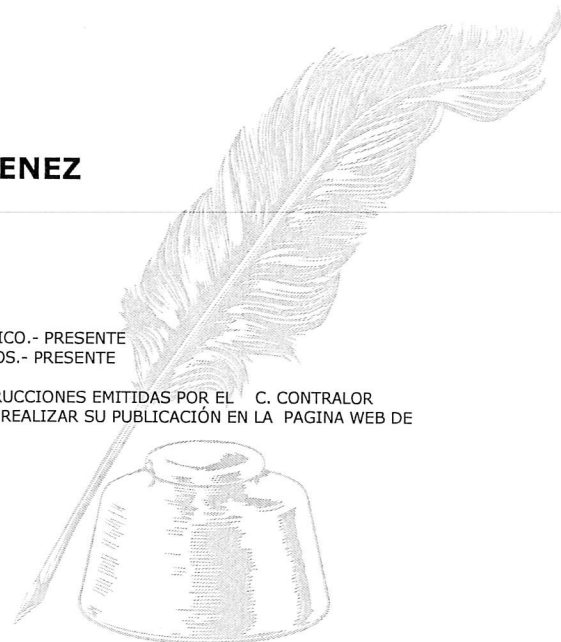 ENEZ
ICO.- PRESENTE
OS.- PRESENTE
RUCCIONES EMITIDAS POR EL C. CONTRALOR
REALIZAR SU PUBLICACIÓN EN LA PAGINA WEB DE